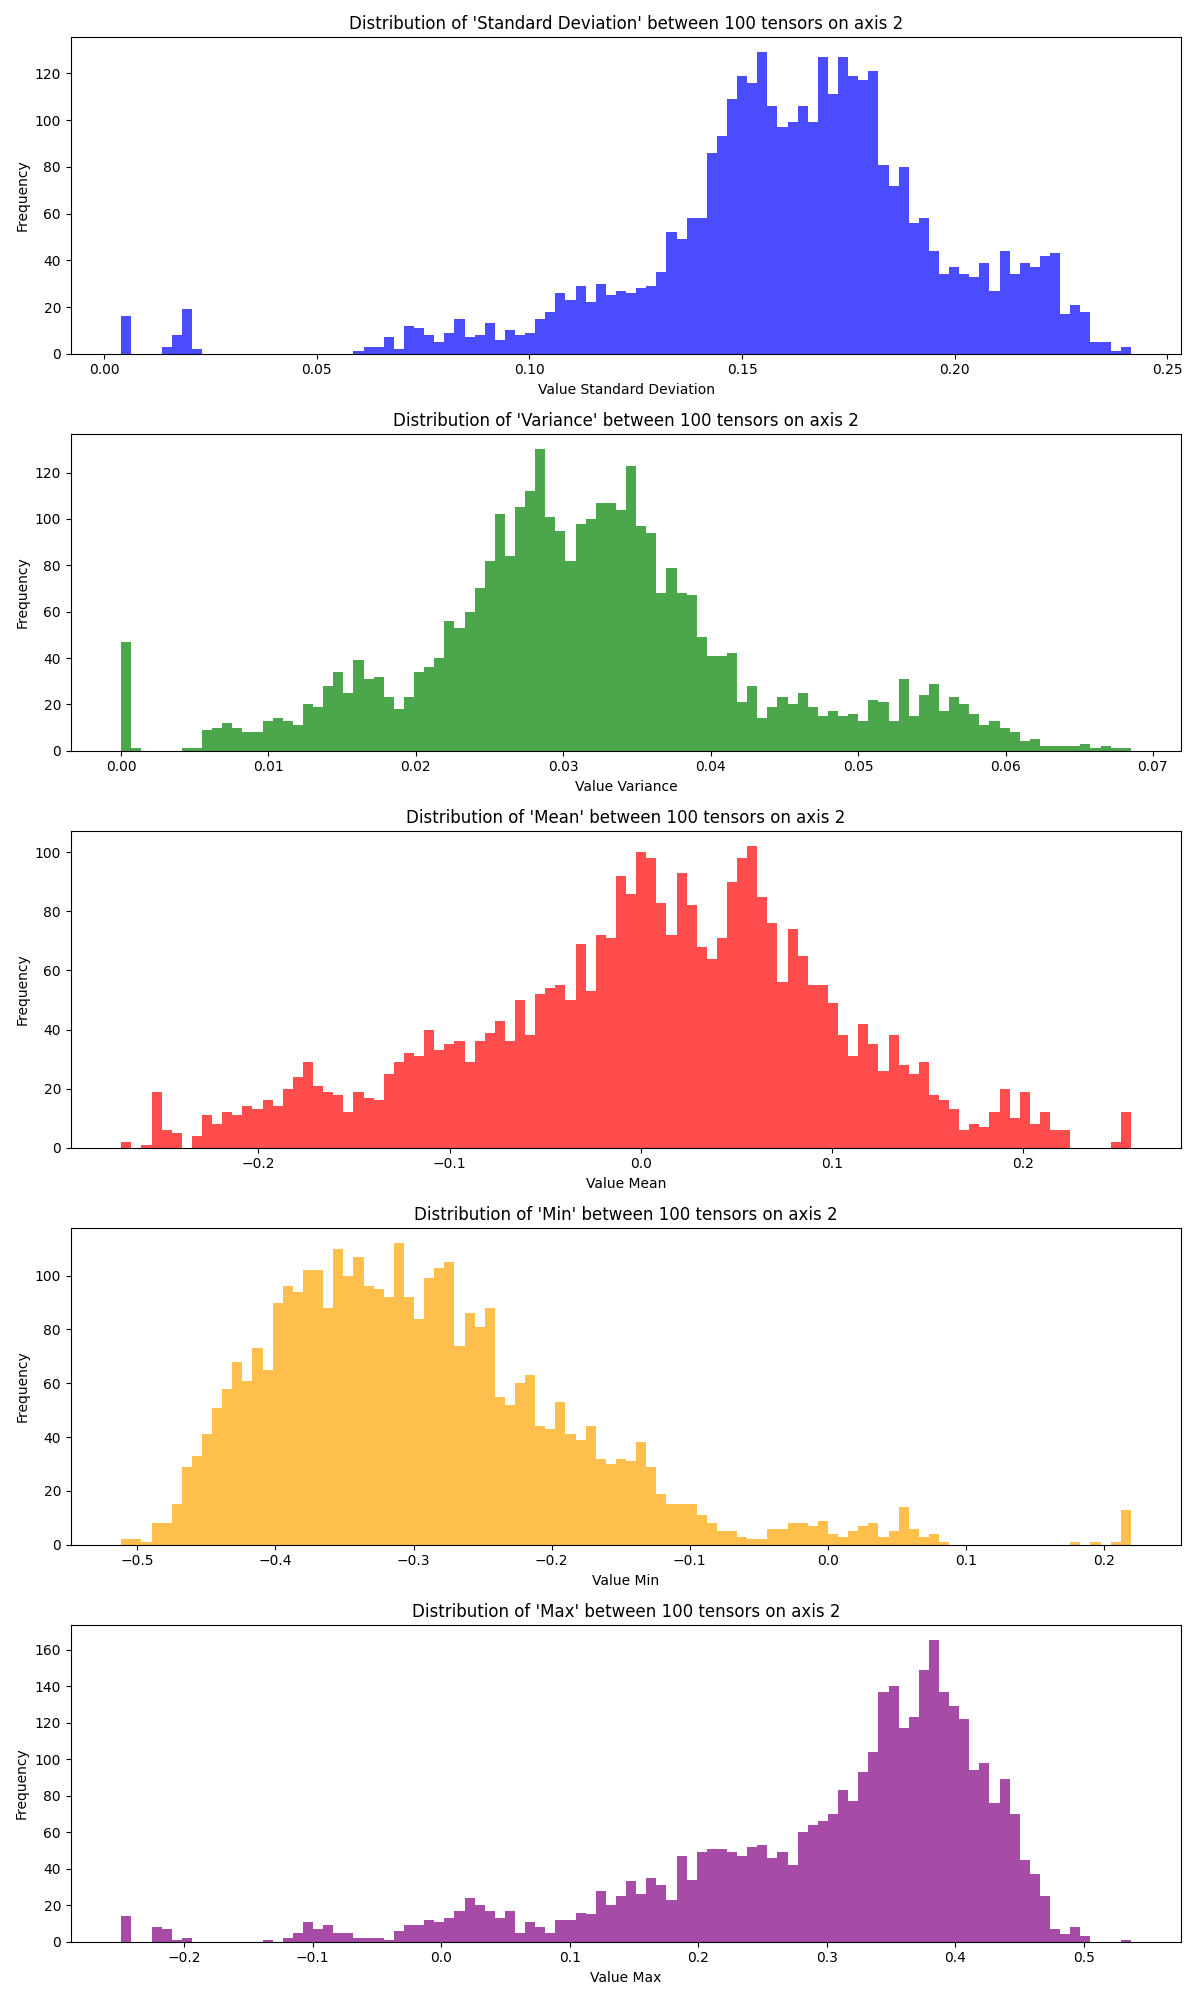 Distribution of 'Standard Deviation' between 100 tensors on axis 2
120
100
80
60
40
20
0
Frequency
0.00 0.05 0.10 0.15 0.20 0.25
Value Standard Deviation
Distribution of 'Variance' between 100 tensors on axis 2
120
100
80
60
40
20
0
Frequency
0.00 0.01 0.02 0.03 0.04 0.05 0.06 0.07
Value Variance
Distribution of 'Mean' between 100 tensors on axis 2
100
80
60
40
20
0
Frequency
−0.2 −0.1 0.0 0.1 0.2
Value Mean
Distribution of 'Min' between 100 tensors on axis 2
100
80
60
40
20
0
Frequency
−0.5 −0.4 −0.3 −0.2 −0.1 0.0 0.1 0.2
Value Min
Distribution of 'Max' between 100 tensors on axis 2
160
140
120
100
80
60
40
20
0
Frequency
−0.2 −0.1 0.0 0.1 0.2 0.3 0.4 0.5
Value Max